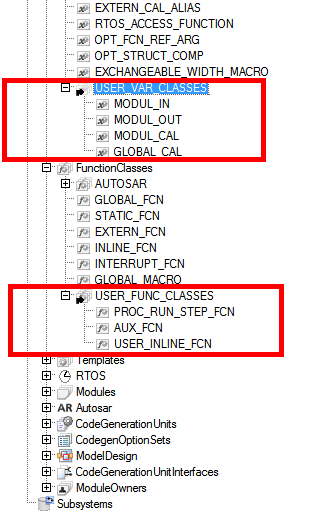 EXTERN_CAL_ALIAS
RTOS_ACCESS_FUNCTION
OPT_FCN_REF_ARG
OPT_STRUCT_COMP
EXCHANGEABLE_WIDTH_MACRO
USER_VAR_CLASSES
MODUL_IN
MODUL_OUT
MODUL_CAL
GLOBAL_CAL
FunctionClasses
AUTOSAR
GLOBAL_FCN
STATIC_FCN
EXTERN_FCN
INLINE_FCN
INTERRUPT_FCN
GLOBAL_MACRO
USER_FUNC_CLASSES
PROC_RUN_STEP_FCN
AUX_FCN
USER_INLINE_FCN
Templates
RTOS
Modules
AR Autosar
CodeGenerationUnits
CodegenOptionSets
ModelDesign
CodeGenerationUnitInterfaces
ModuleOwners
Subsystems